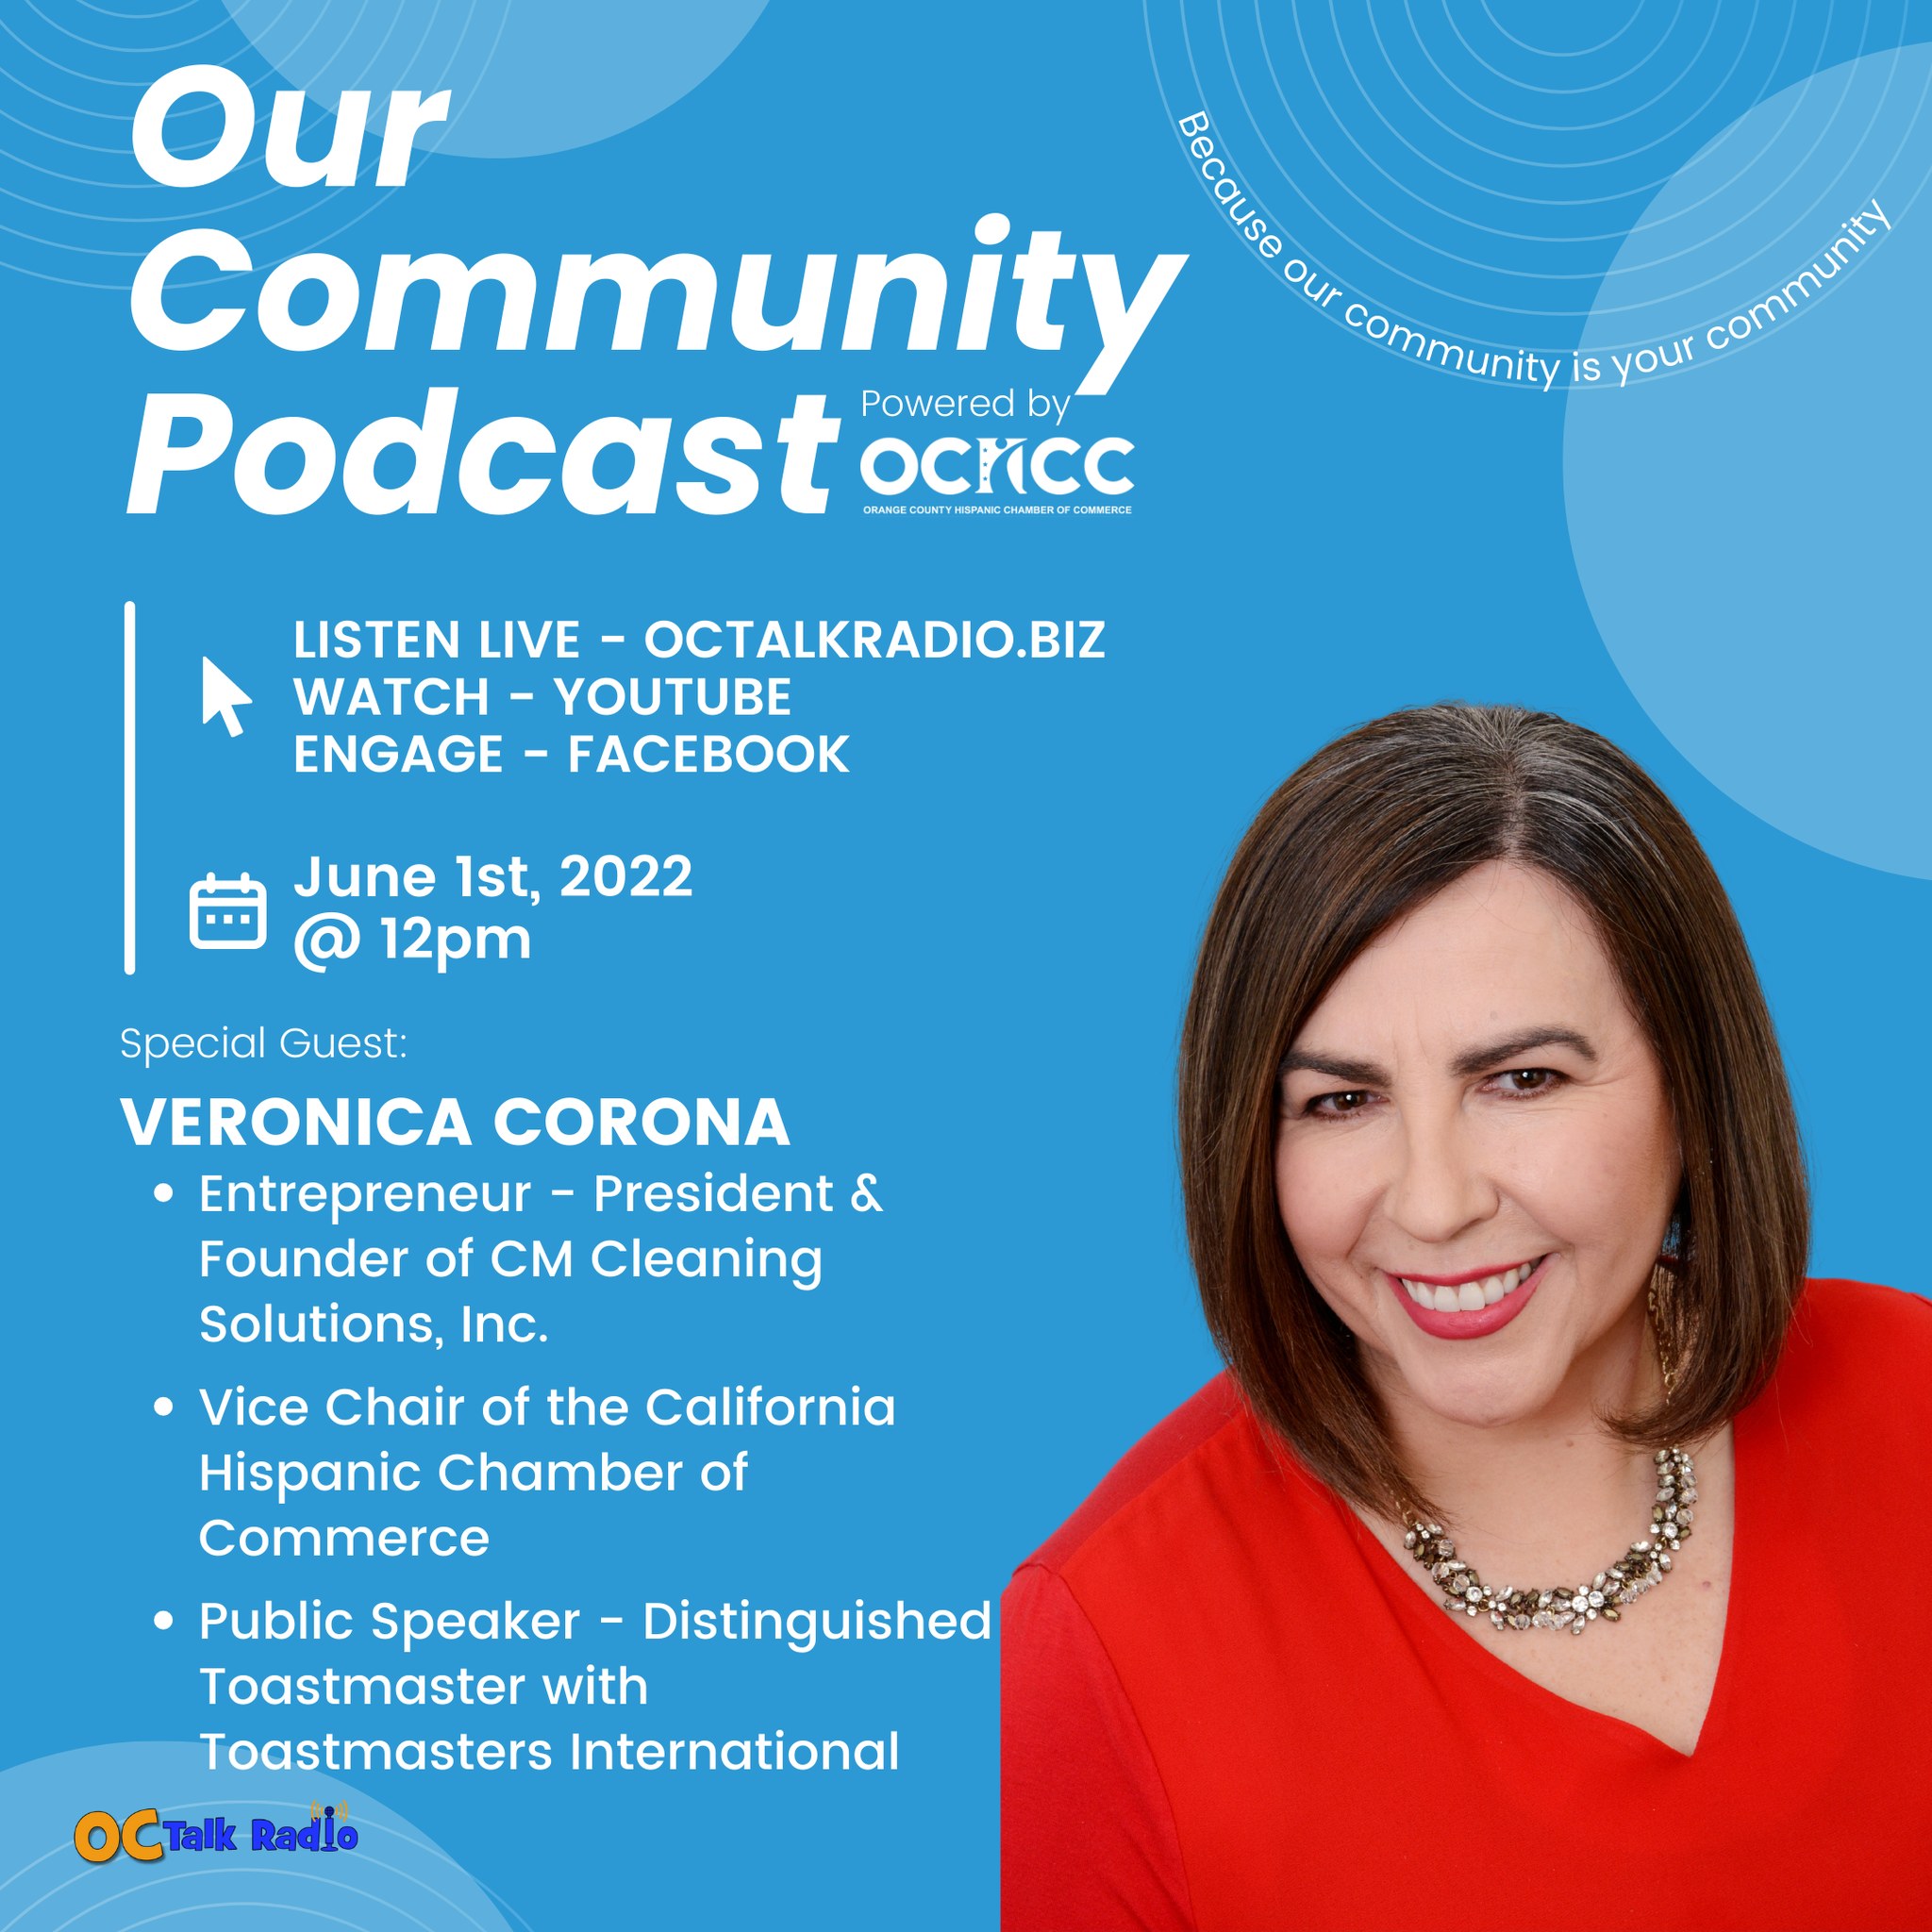 Our
Community
Podcast
Powered by
OCHCC
ORANGE COUNTY HISPANIC CHAMBER OF COMMERCE
Because our community is your community
LISTEN LIVE - OCTALKRADIO.BIZ
WATCH - YOUTUBE
ENGAGE - FACEBOOK
June 1st, 2022
@ 12pm
Special Guest:
VERONICA CORONA
• Entrepreneur - President &
Founder of CM Cleaning
Solutions, Inc.
• Vice Chair of the California
Hispanic Chamber of
Commerce
• Public Speaker - Distinguished
Toastmaster with
Toastmasters International
OC Talk Radio